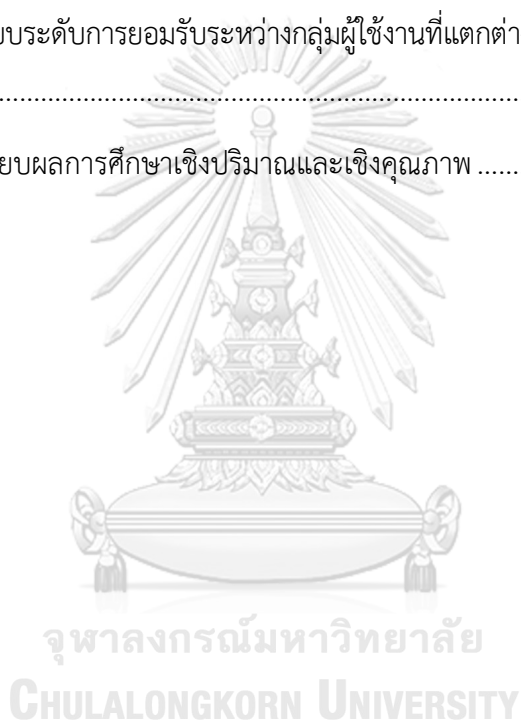 บระดับการยอมรับระหว่างกลุ่มผู้ใช้งานที่แตกต่า
....................................................................................
ยบผลการศึกษาเชิงปริมาณและเชิงคุณภาพ ......
จุฬาลงกรณ์มหาวิทยาลัย
CHULALONGKORN UNIVERSITY